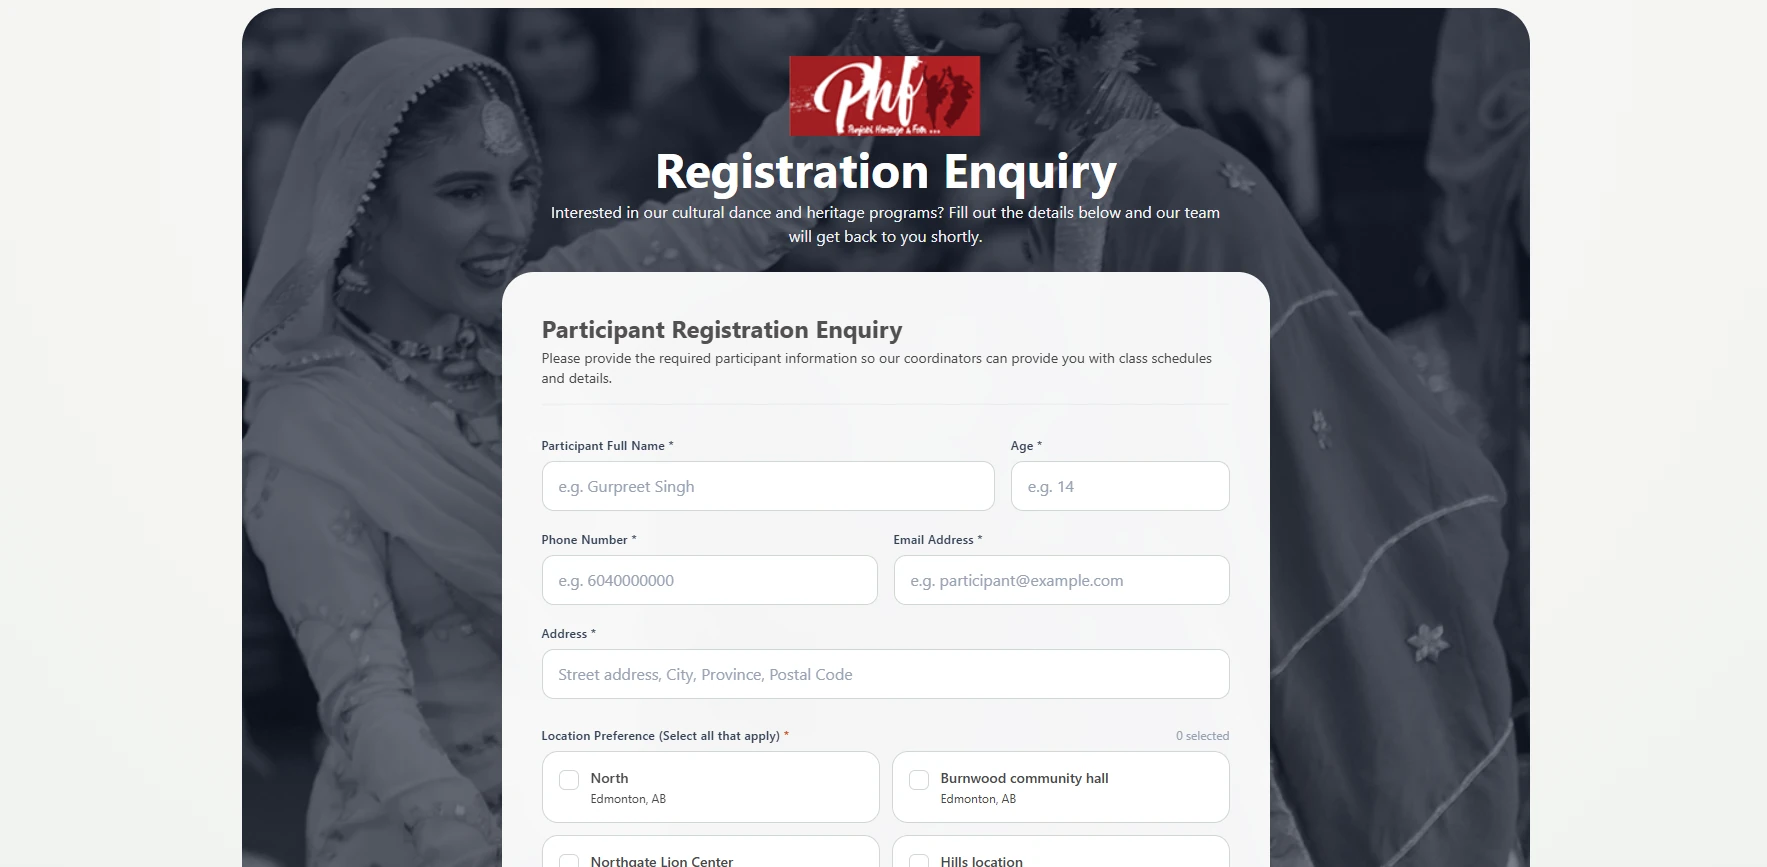 Phf
Punjabi Heritage & Folk ...
Registration Enquiry
Interested in our cultural dance and heritage programs? Fill out the details below and our team
will get back to you shortly.
Participant Registration Enquiry
Please provide the required participant information so our coordinators can provide you with class schedules
and details.
Participant Full Name *
Age *
e.g. Gurpreet Singh
e.g. 14
Phone Number *
Email Address *
e.g. 6040000000
e.g. participant@example.com
Address *
Street address, City, Province, Postal Code
Location Preference (Select all that apply) *
0 selected
North
Edmonton, AB
Burnwood community hall
Edmonton, AB
Northgate Lion Center
Hills location